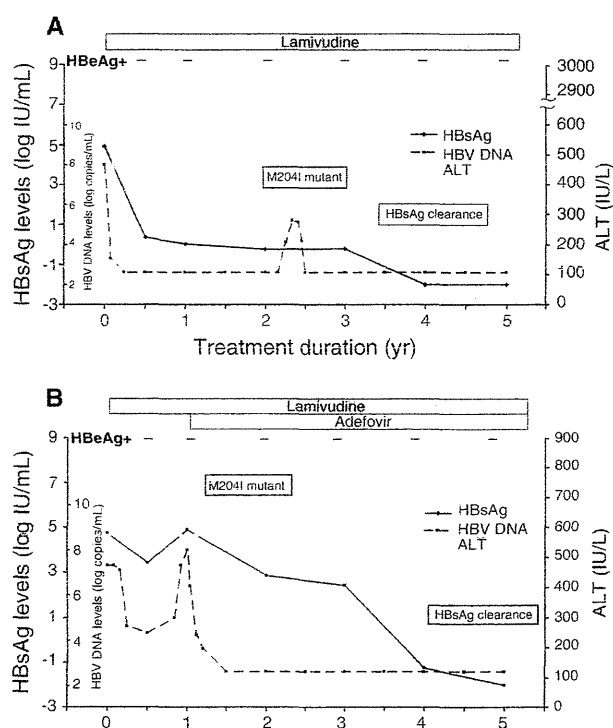 A
Lamivudine
HBeAg+ – – – – – –
HBsAg levels (log IU/mL)
9
7
5
3
1
-1
-3
HBV DNA levels (log copies/mL)
10
8
6
4
2
HBsAg
HBV DNA
ALT
M204I mutant
HBsAg clearance
3000
2900
600
500
400
300
200
100
0
ALT (IU/L)
0 1 2 3 4 5
Treatment duration (yr)
B
Lamivudine
Adefovir
HBeAg+ – – – – – –
HBsAg levels (log IU/mL)
9
7
5
3
1
-1
-3
HBV DNA levels (log copies/mL)
10
8
6
4
2
M204I mutant
HBsAg
HBV DNA
ALT
HBsAg clearance
900
800
700
600
500
400
300
200
100
0
ALT (IU/L)
0 1 2 3 4 5